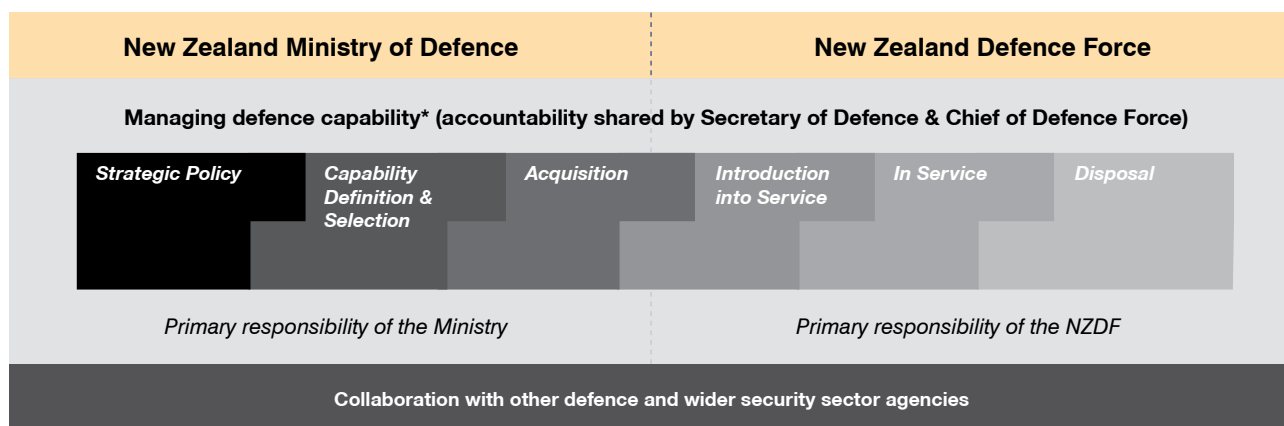 New Zealand Ministry of Defence
New Zealand Defence Force
Managing defence capability* (accountability shared by Secretary of Defence & Chief of Defence Force)
Strategic Policy
Capability
Definition &
Selection
Acquisition
Introduction
into Service
In Service
Disposal
Primary responsibility of the Ministry
Primary responsibility of the NZDF
Collaboration with other defence and wider security sector agencies